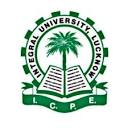 INTEGRAL UNIVERSITY, LUCKNOW
I. C. P. E.